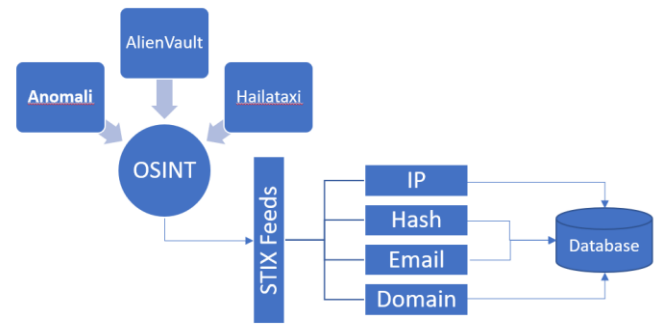 AlienVault
Anomali
Hailataxi
OSINT
STIX Feeds
IP
Hash
Email
Domain
Database